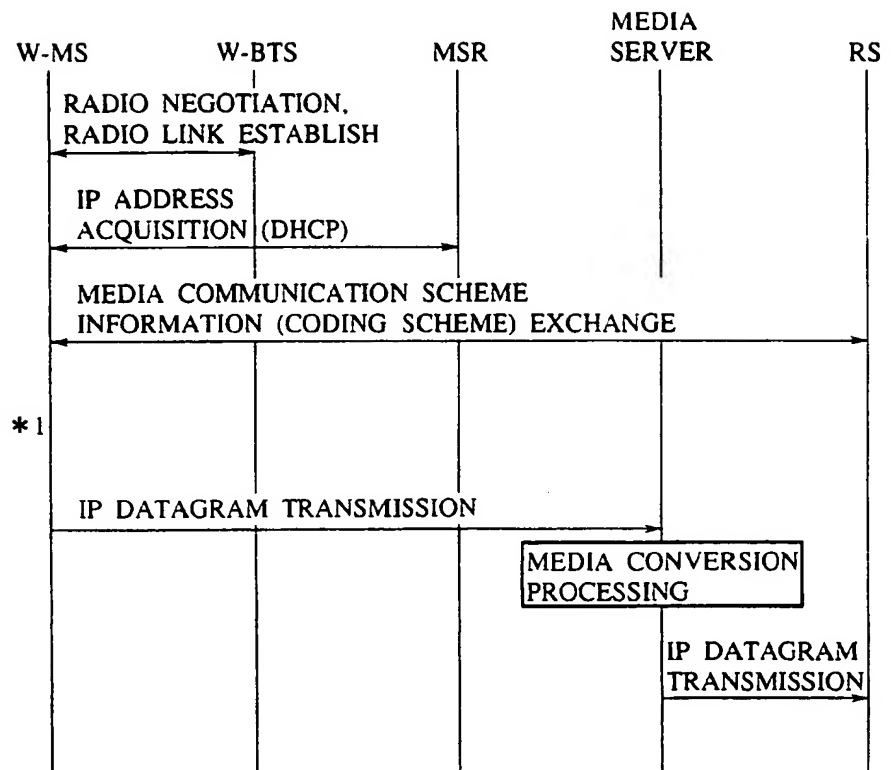 W-MS W-BTS MSR MEDIA SERVER RS
RADIO NEGOTIATION,
RADIO LINK ESTABLISH
IP ADDRESS
ACQUISITION (DHCP)
MEDIA COMMUNICATION SCHEME
INFORMATION (CODING SCHEME) EXCHANGE
*1
IP DATAGRAM TRANSMISSION
MEDIA CONVERSION
PROCESSING
IP DATAGRAM
TRANSMISSION